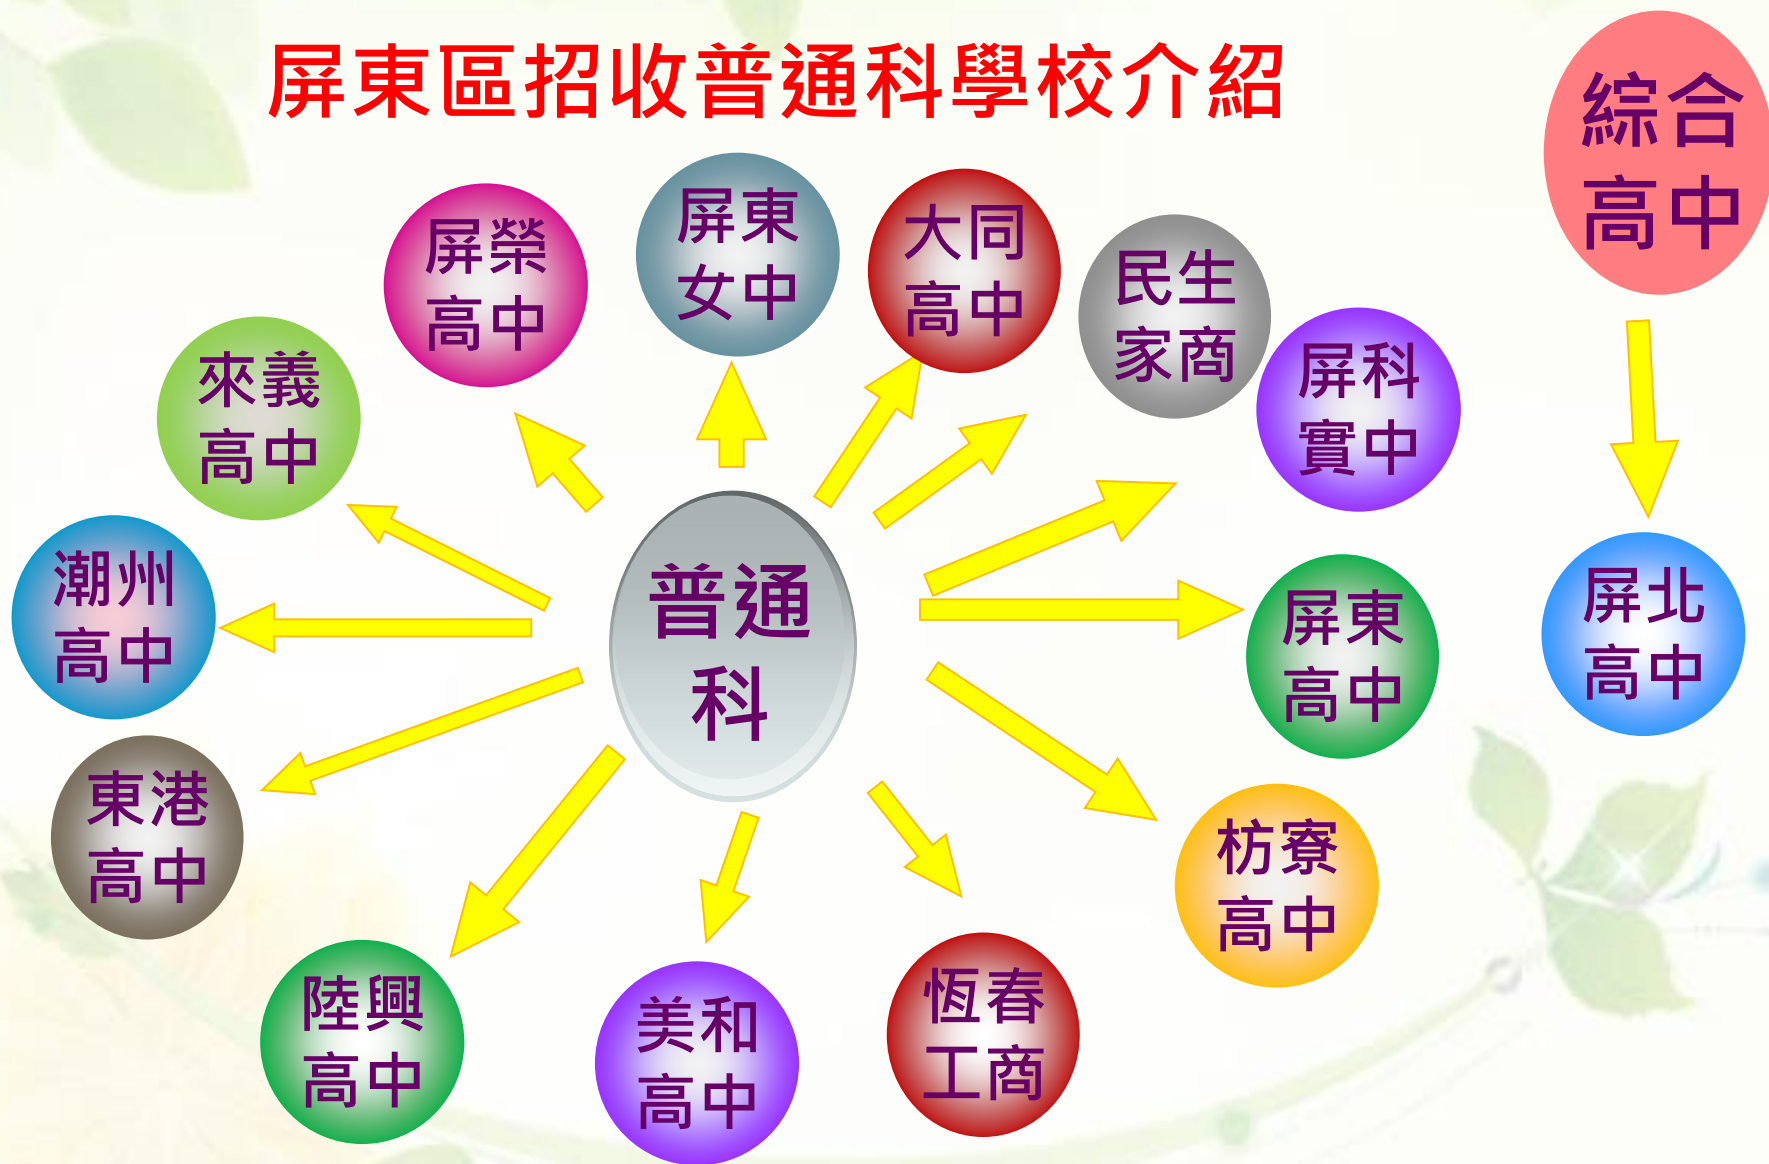 屏東區招收普通科學校介紹
綜合
高中
屏東
女中
大同
高中
屏榮
高中
民生
家商
屏科
實中
來義
高中
潮州
高中
普通
科
屏東
高中
屏北
高中
東港
高中
枋寮
高中
陸興
高中
美和
高中
恆春
工商